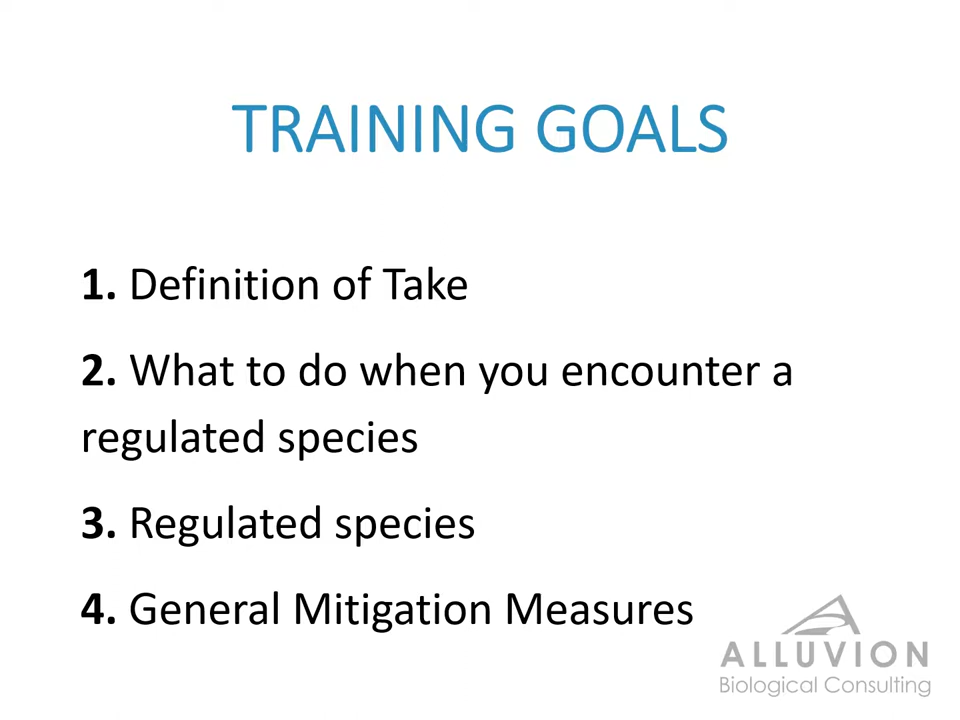 TRAINING GOALS
1. Definition of Take
2. What to do when you encounter a
regulated species
3. Regulated species
4. General Mitigation Measures
ALLUVION
Biological Consulting